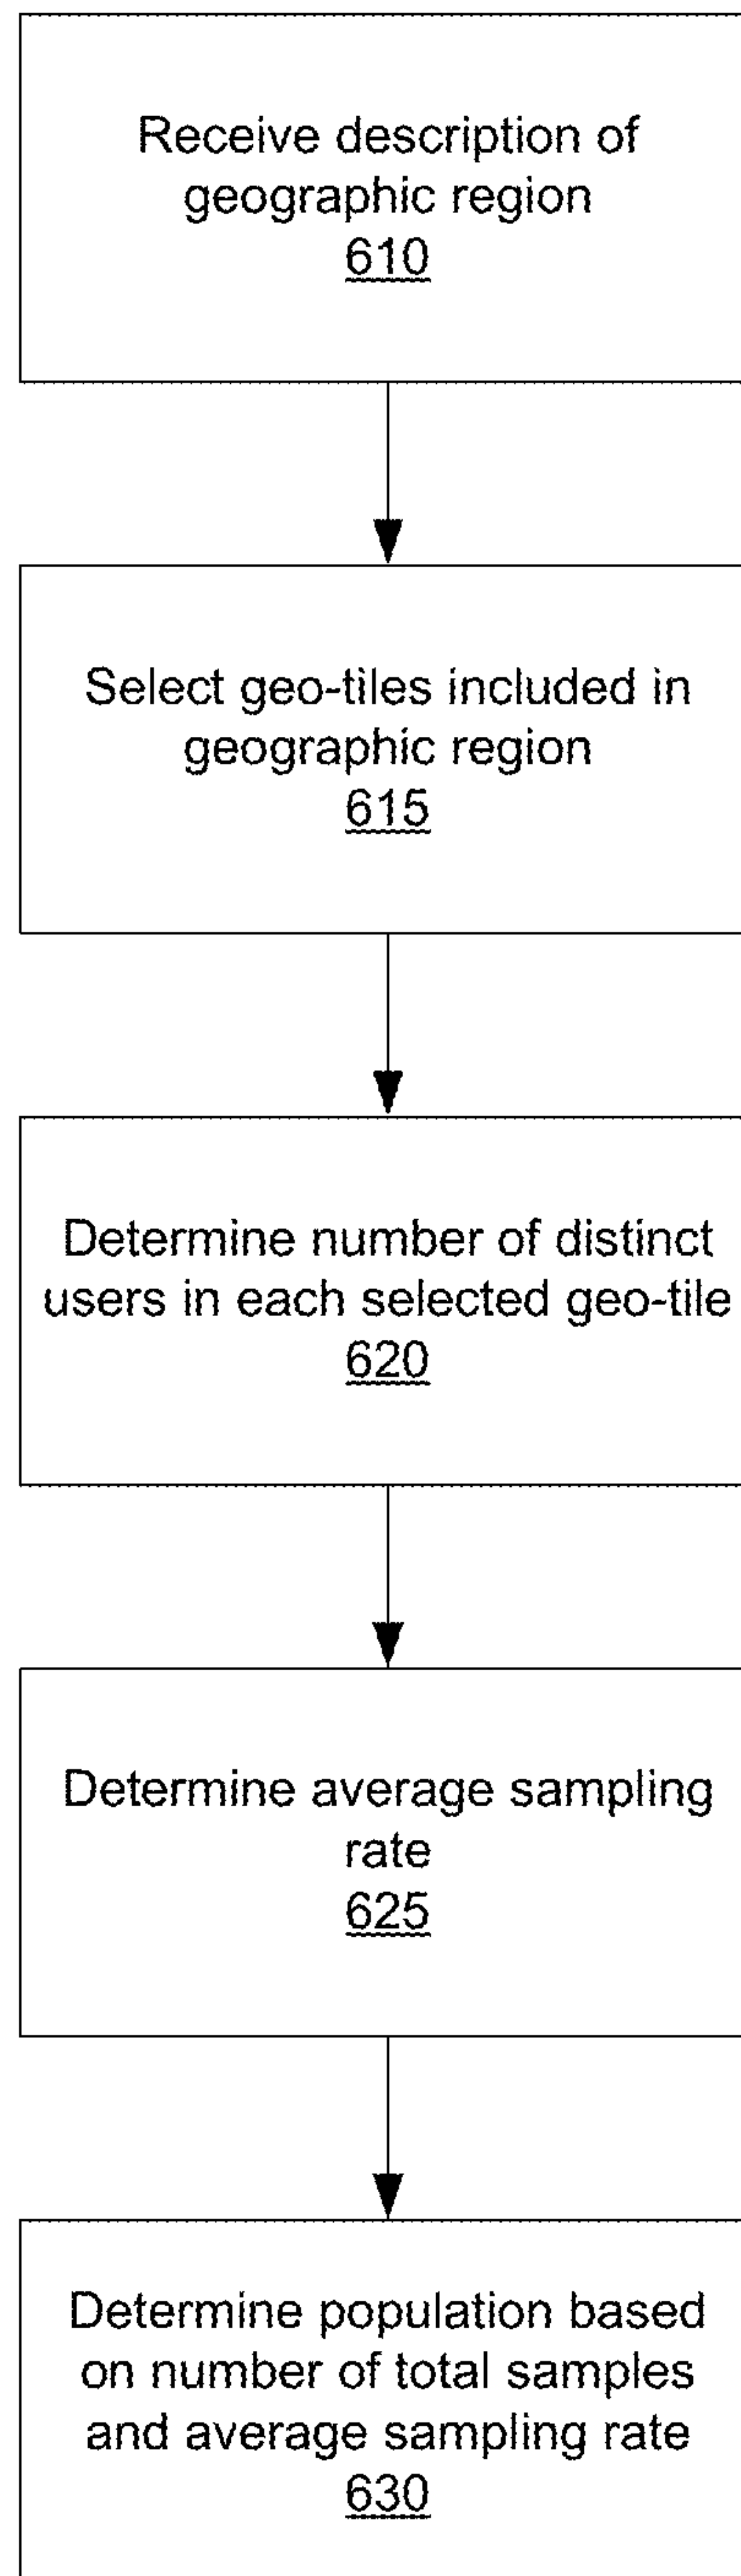 Receive description of
geographic region
610
Select geo-tiles included in
geographic region
615
Determine number of distinct
users in each selected geo-tile
620
Determine average sampling
rate
625
Determine population based
on number of total samples
and average sampling rate
630